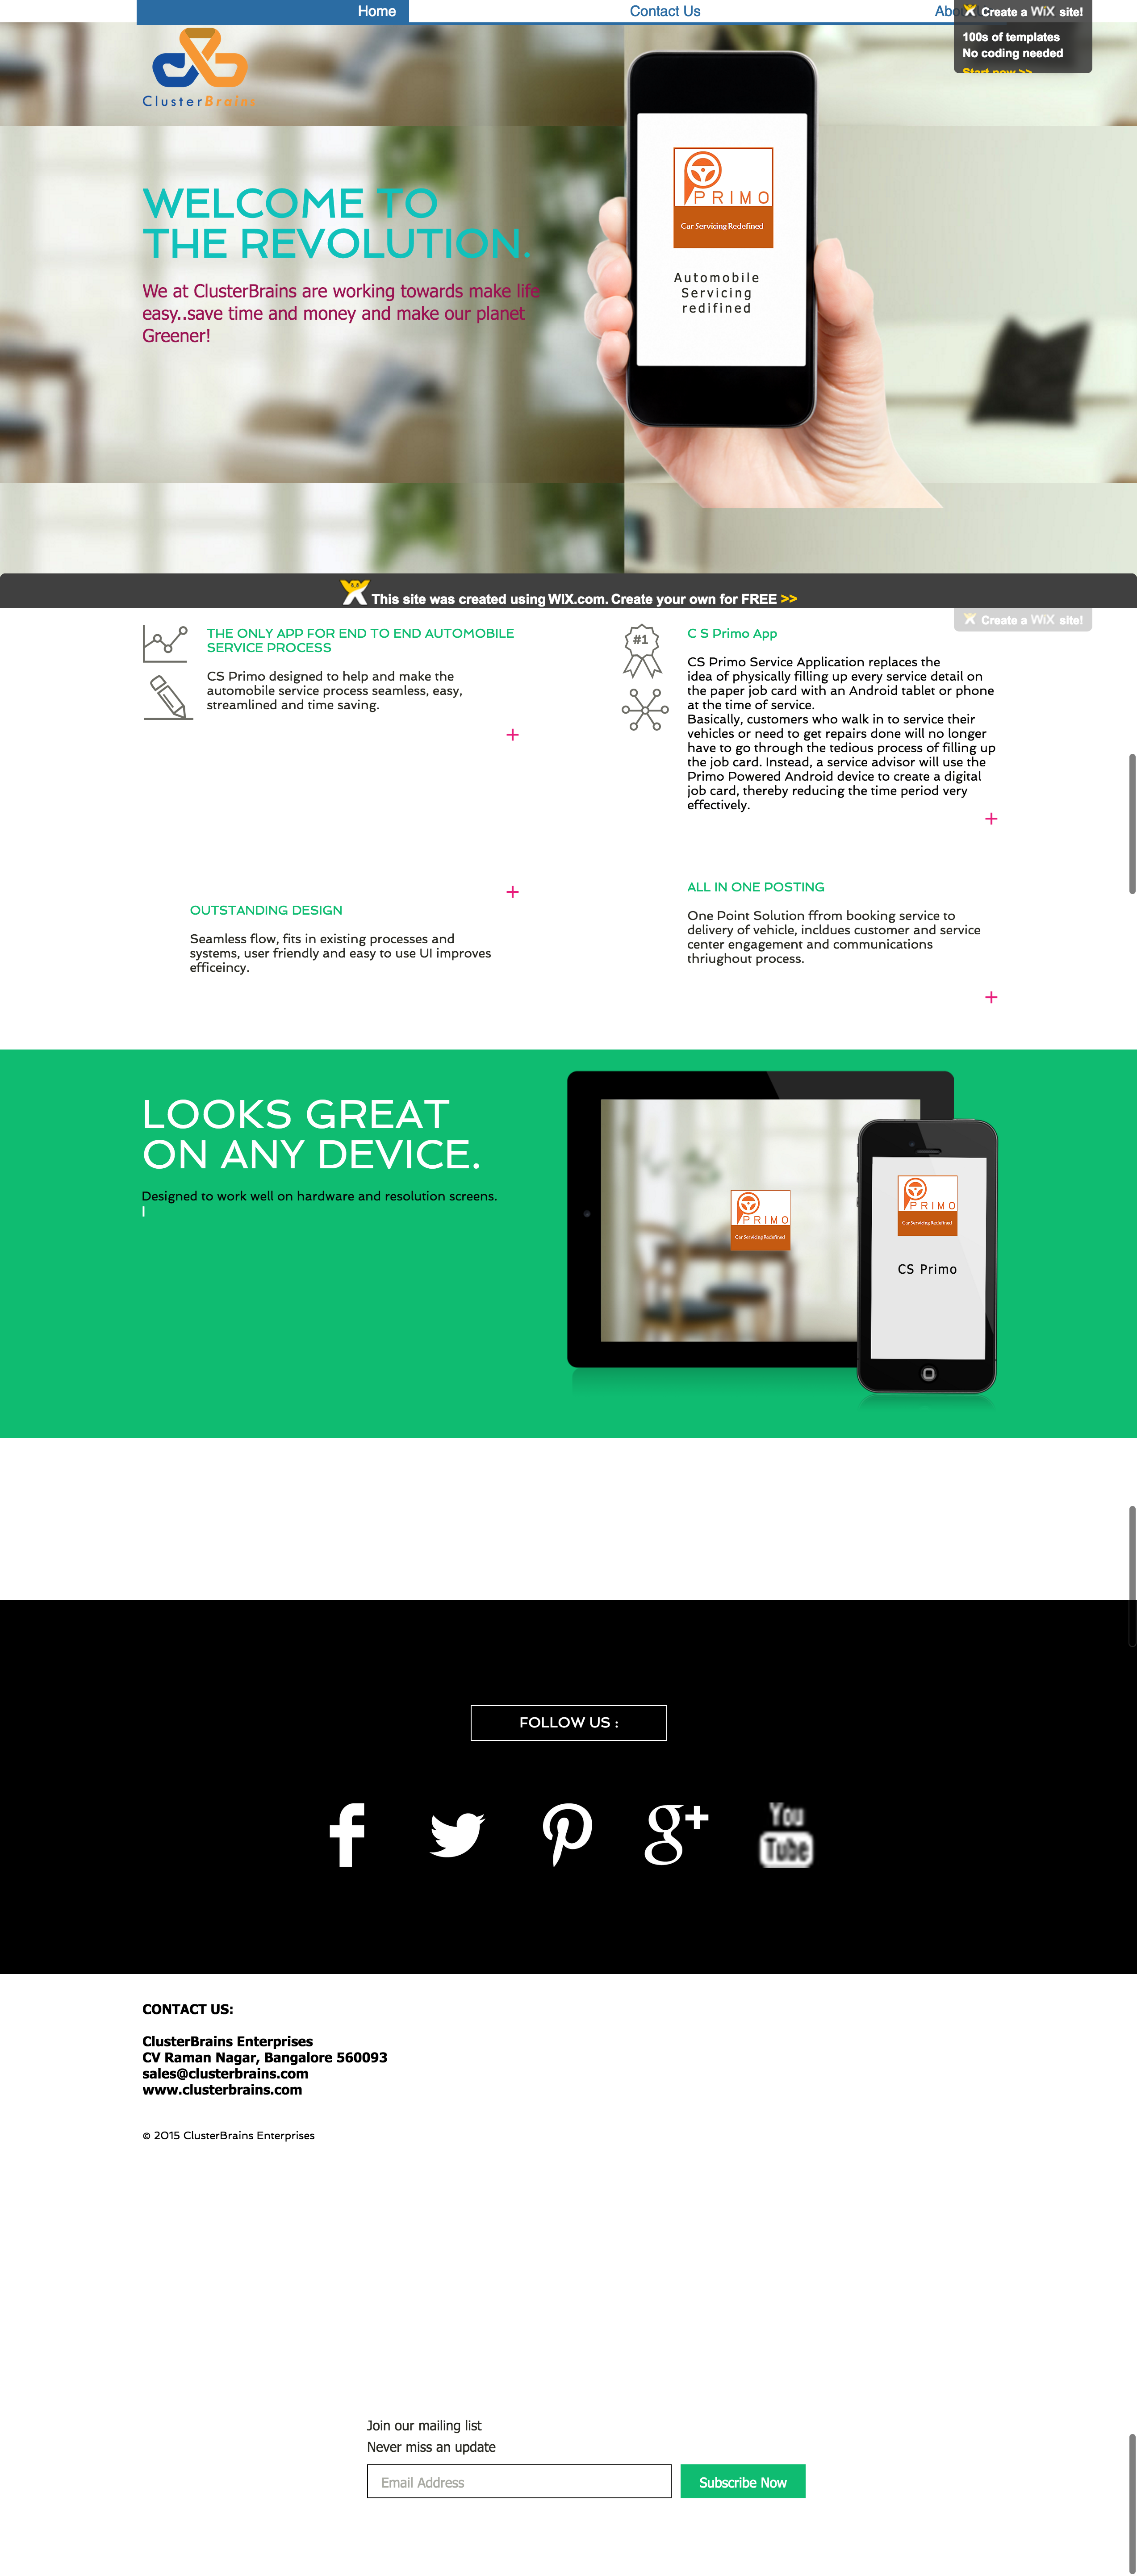 Home
Contact Us
Create a WiX site!
100s of templates
No coding needed
Start now >>
ClusterBrains
WELCOME TO
THE REVOLUTION.
We at ClusterBrains are working towards make life
easy..save time and money and make our planet
Greener!
PRIMO
Car Servicing Redefined
Automobile
Servicing
redifined
This site was created using WIX.com. Create your own for FREE >>
Create a WiX site!
THE ONLY APP FOR END TO END AUTOMOBILE
SERVICE PROCESS
CS Primo designed to help and make the
automobile service process seamless, easy,
streamlined and time saving.
+
#1
C S Primo App
CS Primo Service Application replaces the
idea of physically filling up every service detail on
the paper job card with an Android tablet or phone
at the time of service.
Basically, customers who walk in to service their
vehicles or need to get repairs done will no longer
have to go through the tedious process of filling up
the job card. Instead, a service advisor will use the
Primo Powered Android device to create a digital
job card, thereby reducing the time period very
effectively.
+
+
OUTSTANDING DESIGN
Seamless flow, fits in existing processes and
systems, user friendly and easy to use UI improves
efficeincy.
ALL IN ONE POSTING
One Point Solution ffrom booking service to
delivery of vehicle, incldues customer and service
center engagement and communications
thriughout process.
+
LOOKS GREAT
ON ANY DEVICE.
Designed to work well on hardware and resolution screens.
l
PRIMO
Car Servicing Redefined
PRIMO
Car Servicing Redefined
CS Primo
FOLLOW US :
You
Tube
CONTACT US:
ClusterBrains Enterprises
CV Raman Nagar, Bangalore 560093
sales@clusterbrains.com
www.clusterbrains.com
© 2015 ClusterBrains Enterprises
Join our mailing list
Never miss an update
Email Address
Subscribe Now